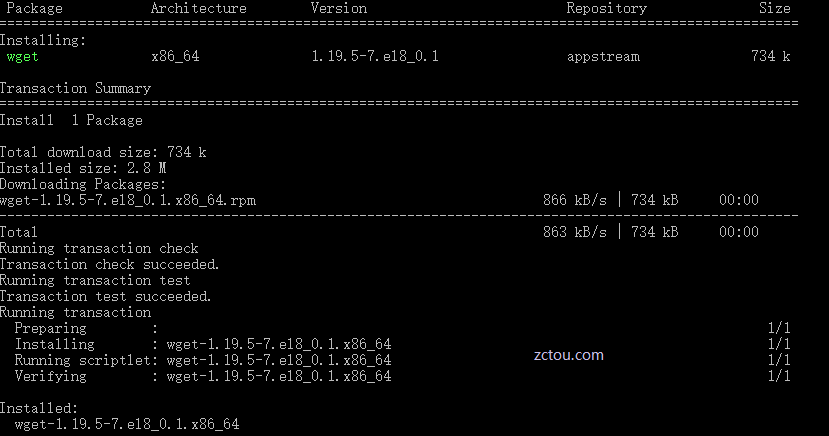 Package Architecture Version Repository Size
================================================================================
Installing:
wget x86_64 1.19.5-7.el8_0.1 appstream 734 k
Transaction Summary
================================================================================
Install 1 Package
Total download size: 734 k
Installed size: 2.8 M
Downloading Packages:
wget-1.19.5-7.el8_0.1.x86_64.rpm 866 kB/s | 734 kB 00:00
--------------------------------------------------------------------------------
Total 863 kB/s | 734 kB 00:00
Running transaction check
Transaction check succeeded.
Running transaction test
Transaction test succeeded.
Running transaction
Preparing : 1/1
Installing : wget-1.19.5-7.el8_0.1.x86_64 1/1
Running scriptlet: wget-1.19.5-7.el8_0.1.x86_64 1/1
Verifying : wget-1.19.5-7.el8_0.1.x86_64 1/1
zctou.com
Installed:
wget-1.19.5-7.el8_0.1.x86_64